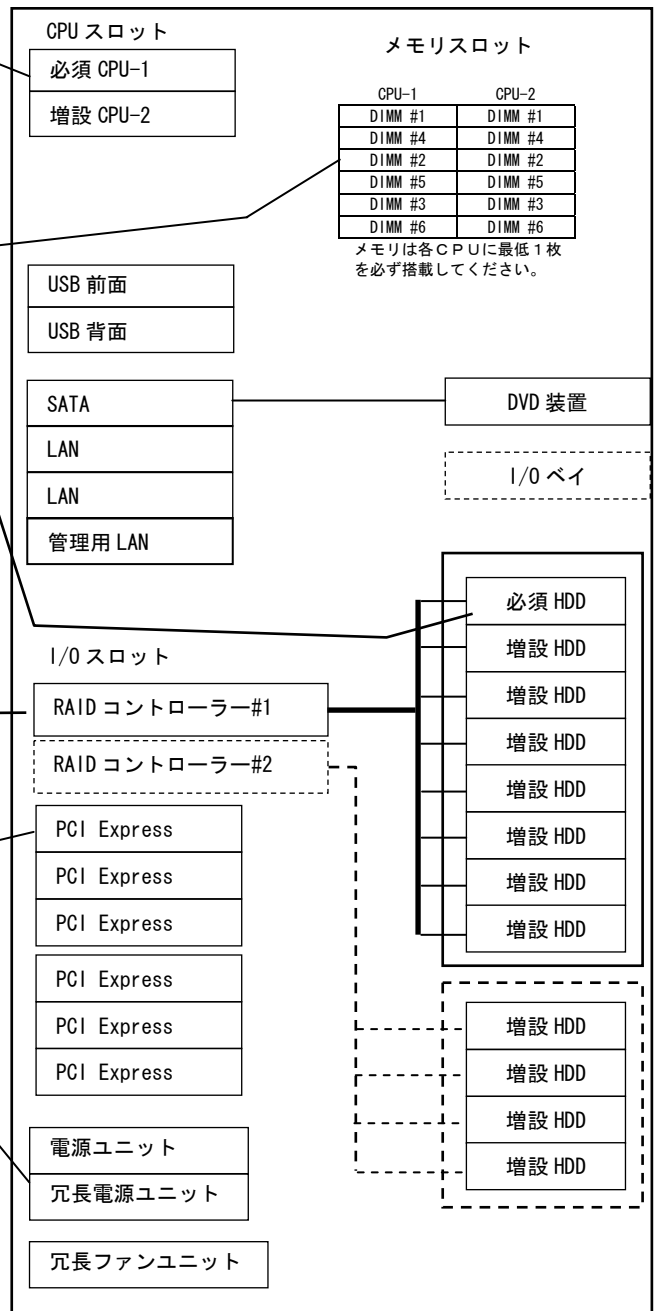 CPU スロット
必須 CPU-1
増設 CPU-2
メモリスロット
CPU-1 CPU-2
DIMM #1 DIMM #1
DIMM #4 DIMM #4
DIMM #2 DIMM #2
DIMM #5 DIMM #5
DIMM #3 DIMM #3
DIMM #6 DIMM #6
メモリは各CPUに最低1枚
を必ず搭載してください。
USB 前面
USB 背面
SATA
LAN
LAN
管理用 LAN
DVD 装置
I/O ベイ
I/O スロット
RAID コントローラー#1
RAID コントローラー#2
PCI Express
PCI Express
PCI Express
PCI Express
PCI Express
PCI Express
電源ユニット
冗長電源ユニット
冗長ファンユニット
必須 HDD
増設 HDD
増設 HDD
増設 HDD
増設 HDD
増設 HDD
増設 HDD
増設 HDD
増設 HDD
増設 HDD
増設 HDD
増設 HDD